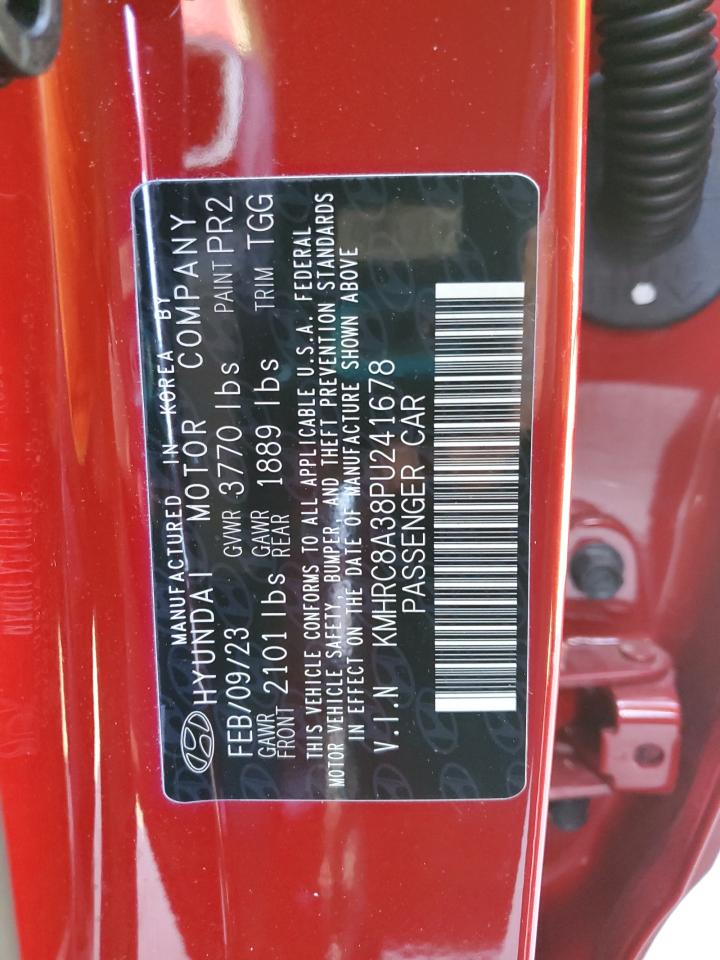 MANUFACTURED IN KOREA BY
HYUNDAI MOTOR COMPANY
FEB/09/23 GVWR 3770 lbs PAINT PR2
GAWR FRONT 2101 lbs GAWR REAR 1889 lbs TRIM TGG
THIS VEHICLE CONFORMS TO ALL APPLICABLE U.S.A. FEDERAL
MOTOR VEHICLE SAFETY, BUMPER, AND THEFT PREVENTION STANDARDS
IN EFFECT ON THE DATE OF MANUFACTURE SHOWN ABOVE
V.I.N KMHRC8A38PU241678
PASSENGER CAR